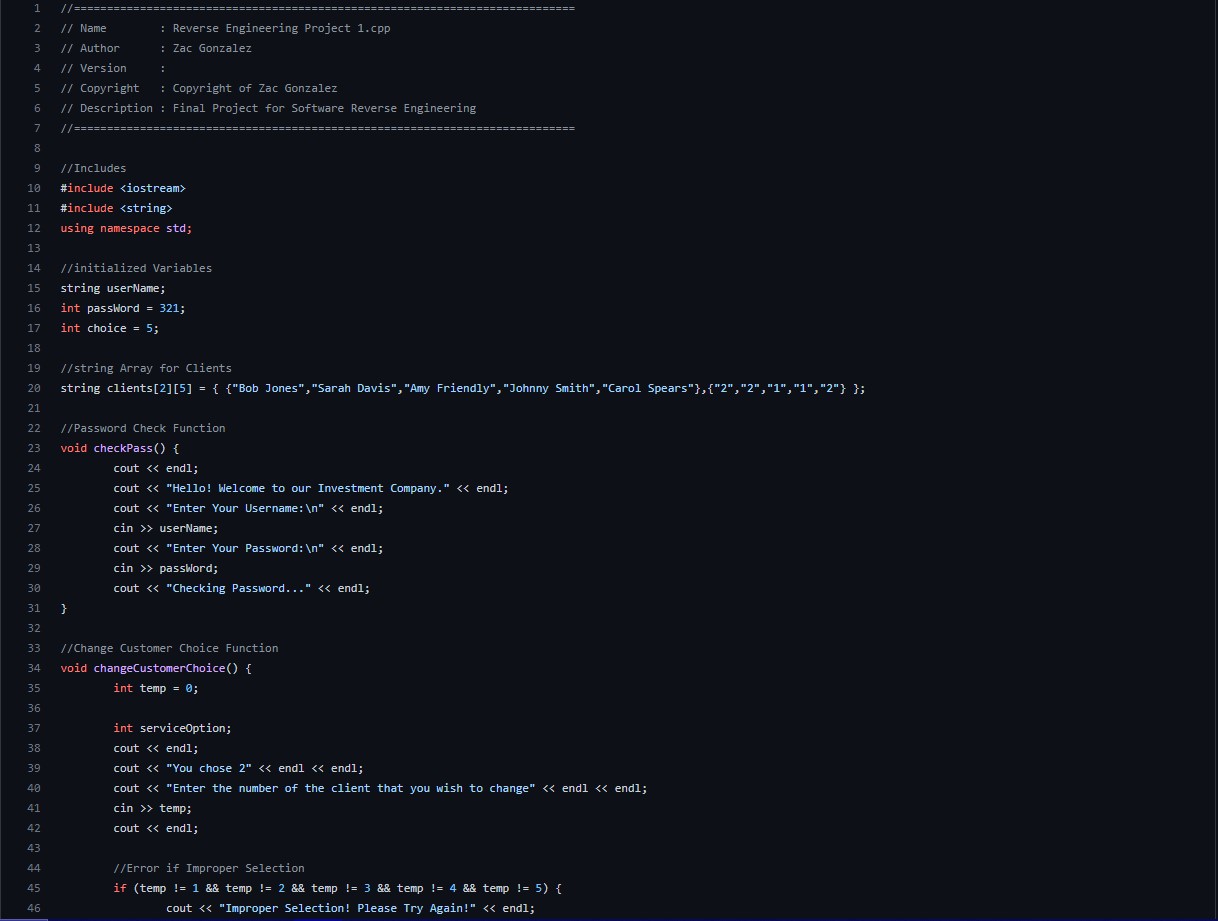 1 //============================================================================
2 // Name        : Reverse Engineering Project 1.cpp
3 // Author      : Zac Gonzalez
4 // Version     :
5 // Copyright   : Copyright of Zac Gonzalez
6 // Description : Final Project for Software Reverse Engineering
7 //============================================================================
8
9 //Includes
10 #include <iostream>
11 #include <string>
12 using namespace std;
13
14 //initialized Variables
15 string userName;
16 int passWord = 321;
17 int choice = 5;
18
19 //string Array for Clients
20 string clients[2][5] = { {"Bob Jones","Sarah Davis","Amy Friendly","Johnny Smith","Carol Spears"},{"2","2","1","1","2"} };
21
22 //Password Check Function
23 void checkPass() {
24         cout << endl;
25         cout << "Hello! Welcome to our Investment Company." << endl;
26         cout << "Enter Your Username:\n" << endl;
27         cin >> userName;
28         cout << "Enter Your Password:\n" << endl;
29         cin >> passWord;
30         cout << "Checking Password..." << endl;
31 }
32
33 //Change Customer Choice Function
34 void changeCustomerChoice() {
35         int temp = 0;
36
37         int serviceOption;
38         cout << endl;
39         cout << "You chose 2" << endl << endl;
40         cout << "Enter the number of the client that you wish to change" << endl << endl;
41         cin >> temp;
42         cout << endl;
43
44         //Error if Improper Selection
45         if (temp != 1 && temp != 2 && temp != 3 && temp != 4 && temp != 5) {
46                 cout << "Improper Selection! Please Try Again!" << endl;